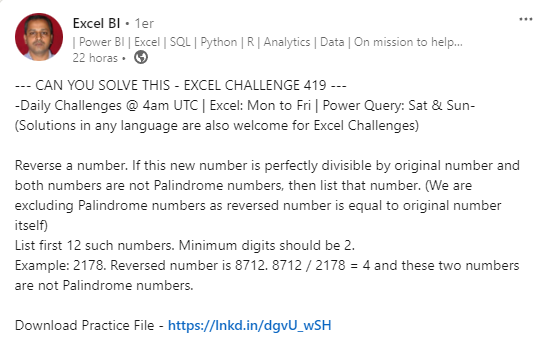 Excel BI • 1er
| Power BI | Excel | SQL | Python | R | Analytics | Data | On mission to help...
22 horas •
--- CAN YOU SOLVE THIS - EXCEL CHALLENGE 419 ---
-Daily Challenges @ 4am UTC | Excel: Mon to Fri | Power Query: Sat & Sun-
(Solutions in any language are also welcome for Excel Challenges)
Reverse a number. If this new number is perfectly divisible by original number and
both numbers are not Palindrome numbers, then list that number. (We are
excluding Palindrome numbers as reversed number is equal to original number
itself)
List first 12 such numbers. Minimum digits should be 2.
Example: 2178. Reversed number is 8712. 8712 / 2178 = 4 and these two numbers
are not Palindrome numbers.
Download Practice File - https://lnkd.in/dgvU_wSH